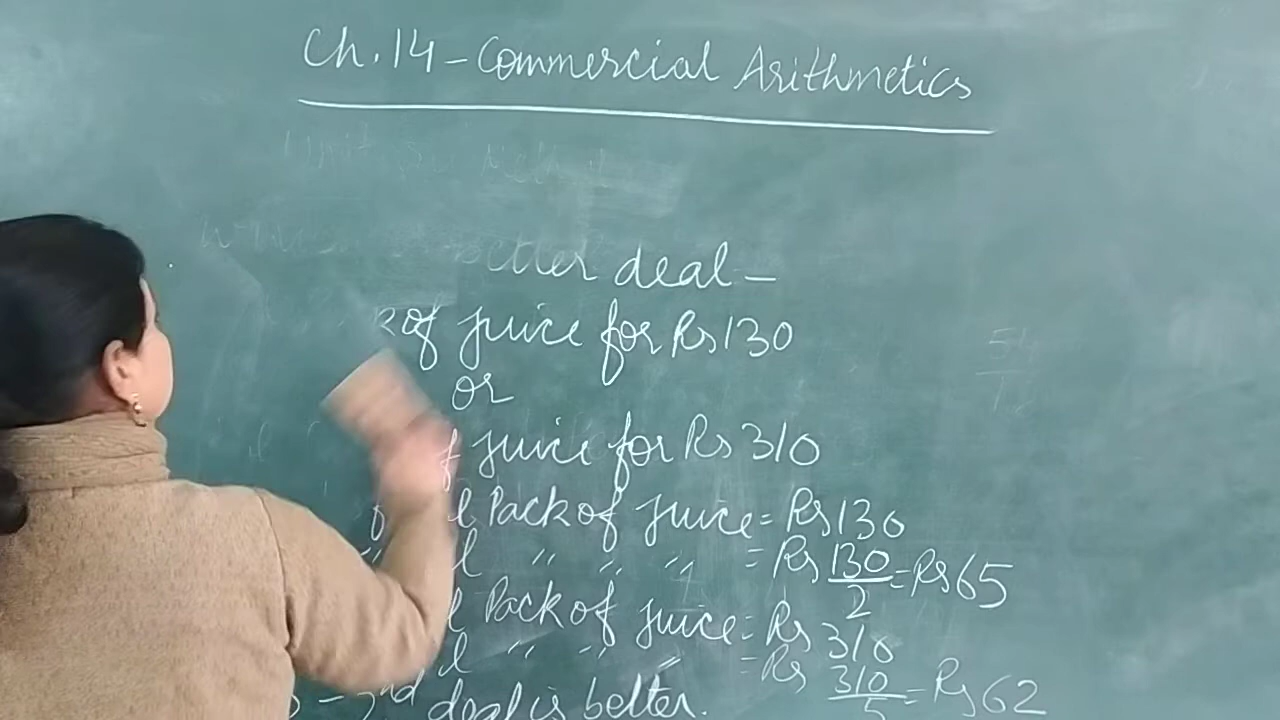 Ch.14 - Commercial Arithmetics
better deal -
of juice for Rs 130
or
juice for Rs 310
l Pack of juice = Rs 130
l " " " = Rs 130/2 = Rs 65
l Pack of juice = Rs 310
l " " " = Rs 310/5 = Rs 62
2nd deal is better.